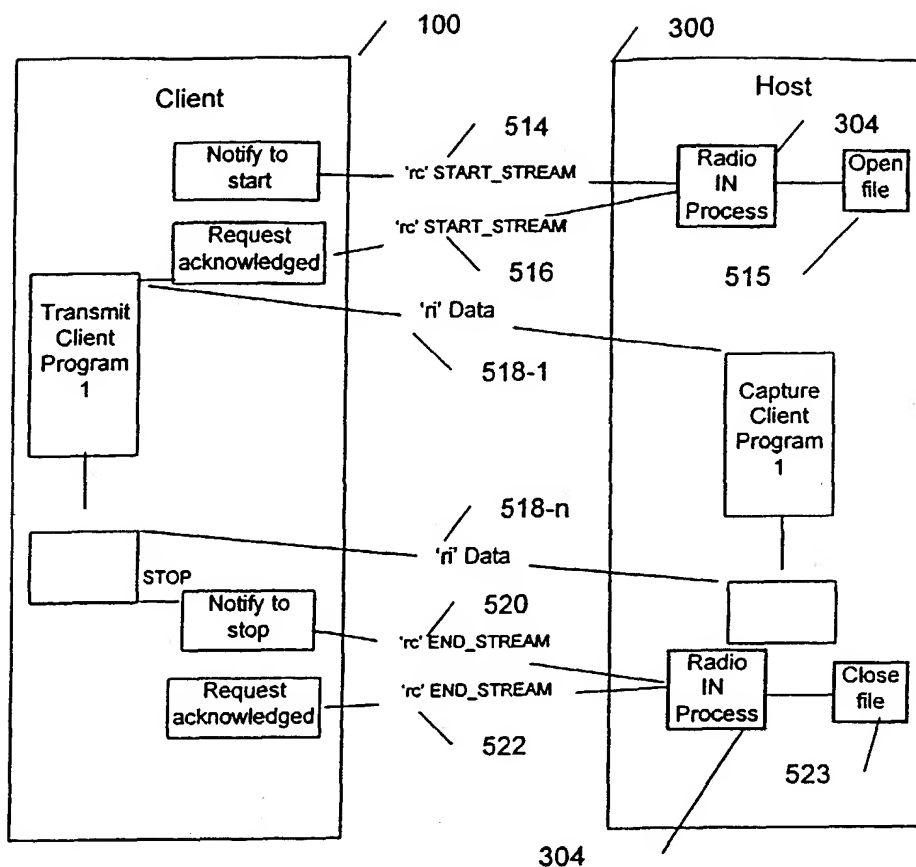 100
300
Client
Host
514
304
Notify to
start
'rc' START_STREAM
Radio
IN
Process
Open
file
Request
acknowledged
'rc' START_STREAM
516
515
Transmit
Client
Program
1
'ri' Data
518-1
Capture
Client
Program
1
518-n
'ri' Data
STOP
Notify to
stop
520
'rc' END_STREAM
Radio
IN
Process
Close
file
Request
acknowledged
'rc' END_STREAM
522
523
304